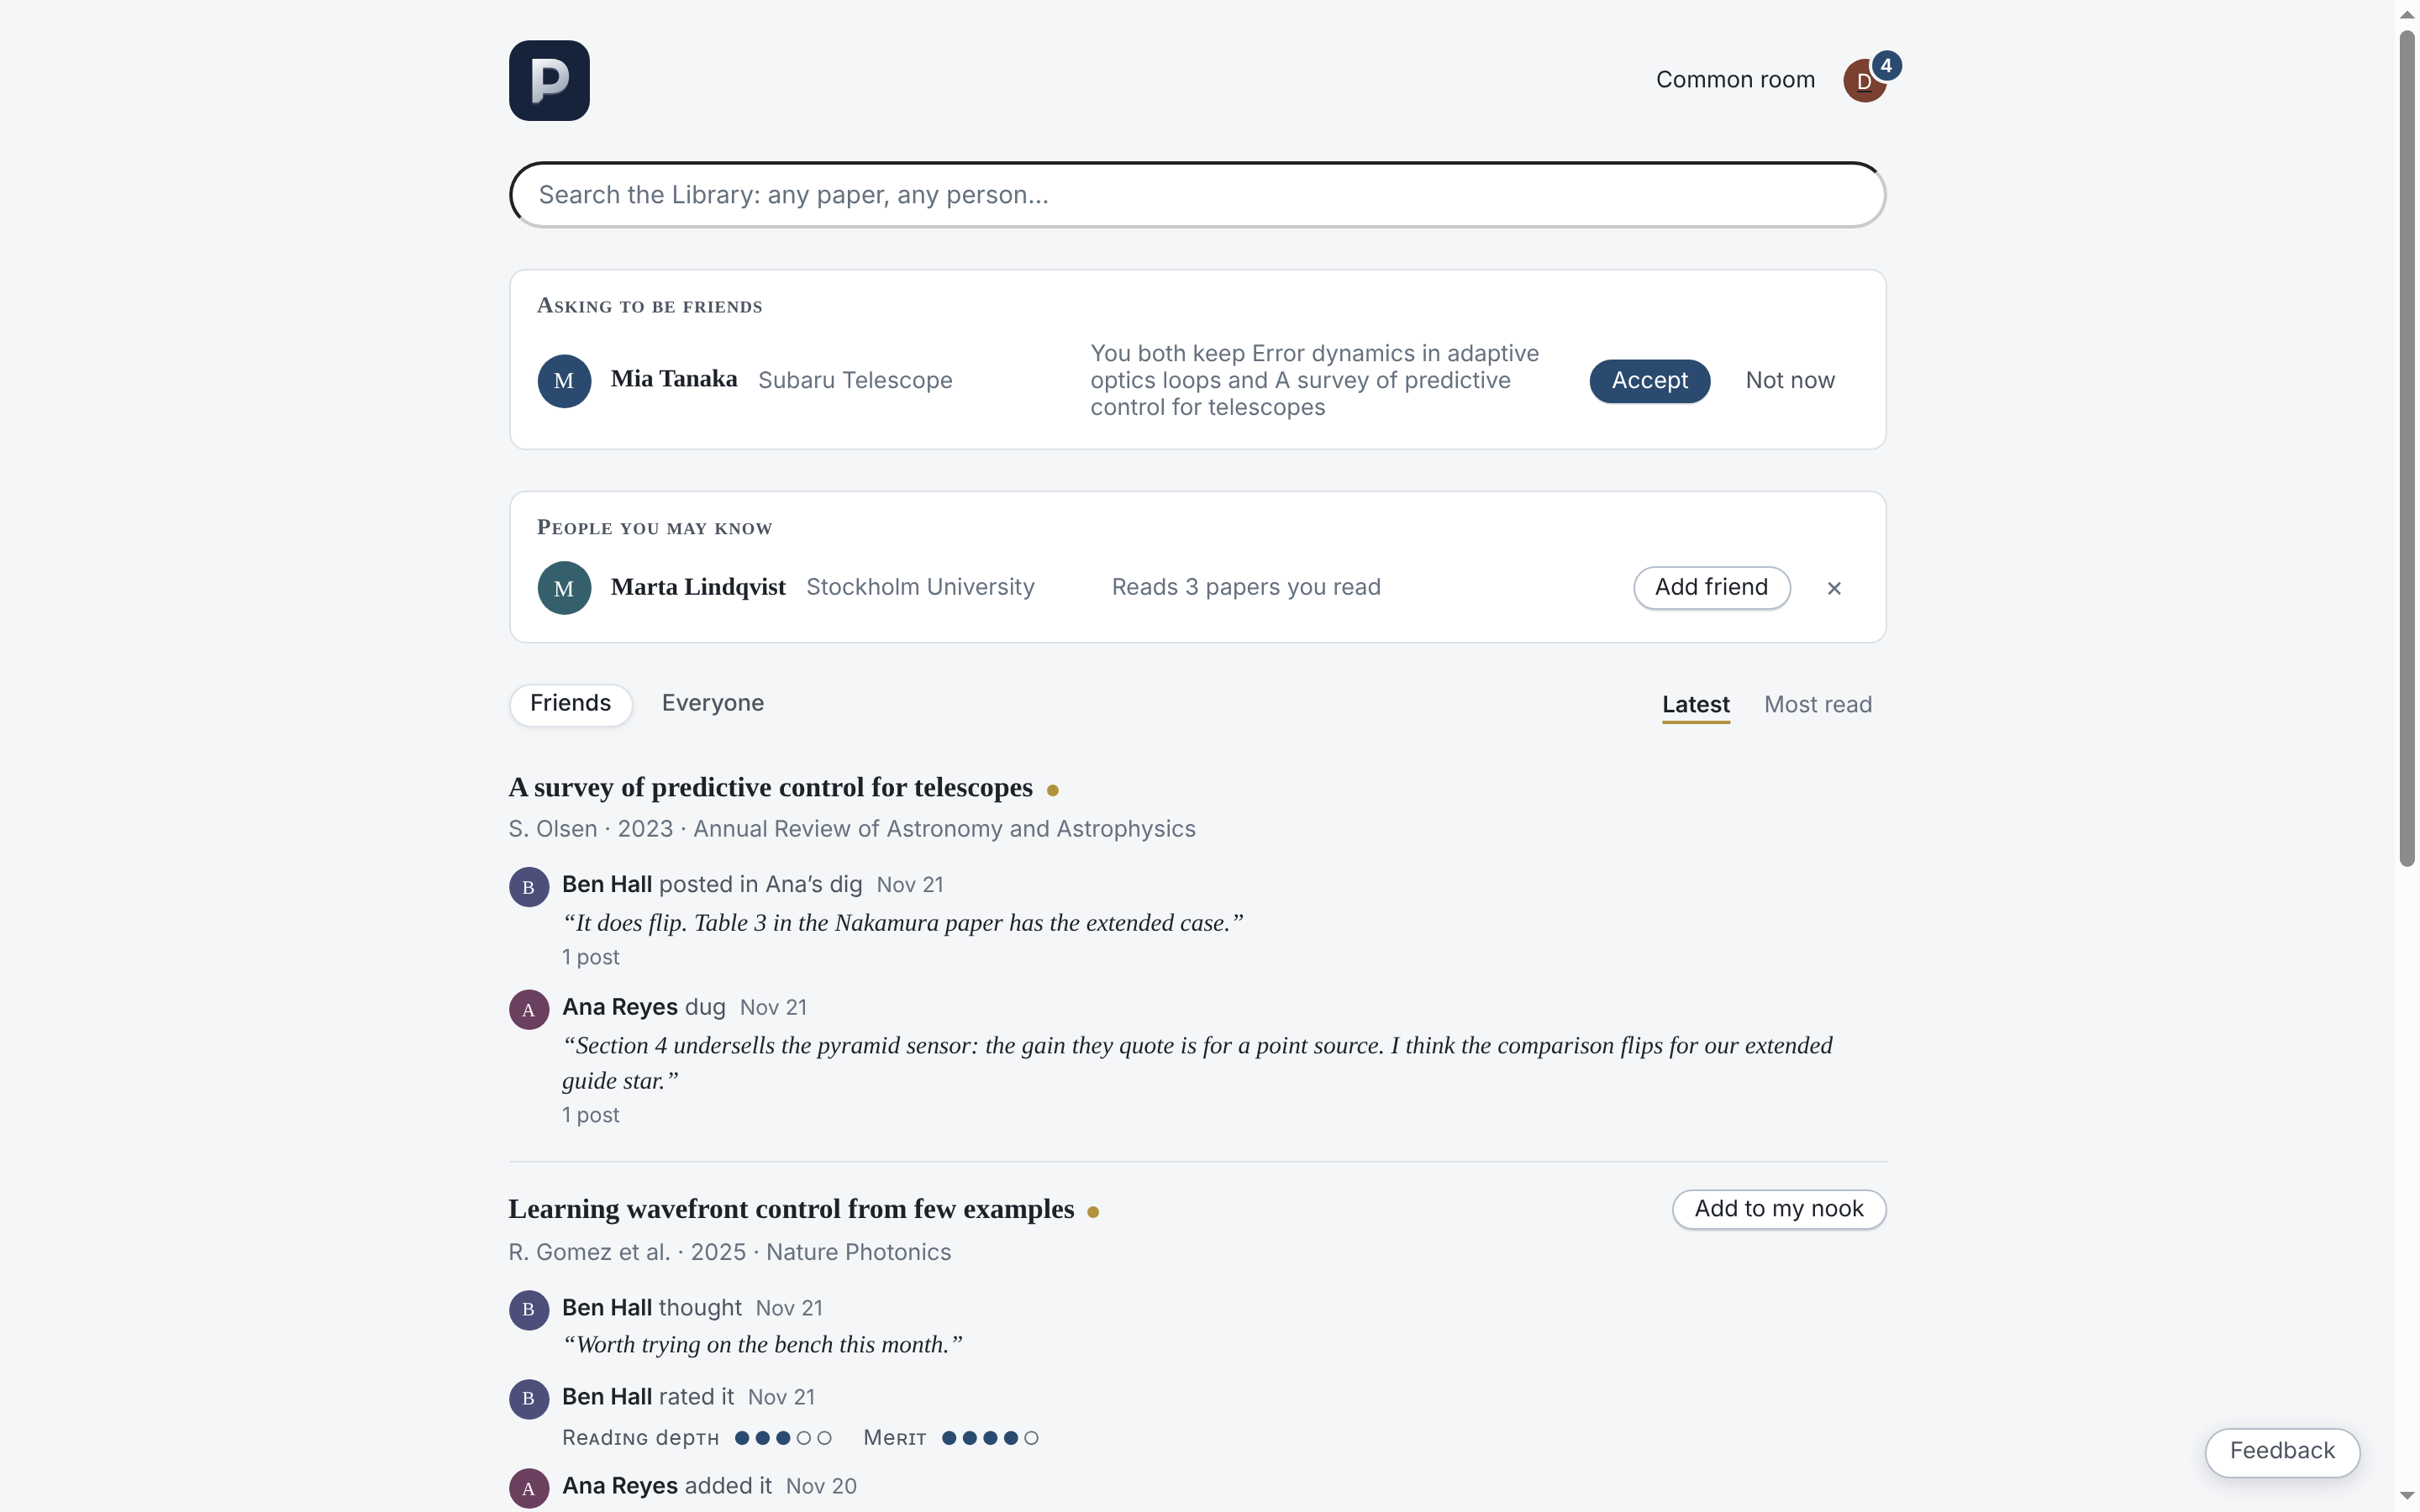 P
Common room
D
4
Search the Library: any paper, any person...
Asking to be friends
M
Mia Tanaka Subaru Telescope
You both keep Error dynamics in adaptive
optics loops and A survey of predictive
control for telescopes
Accept
Not now
People you may know
M
Marta Lindqvist Stockholm University
Reads 3 papers you read
Add friend
×
Friends
Everyone
Latest
Most read
A survey of predictive control for telescopes
S. Olsen · 2023 · Annual Review of Astronomy and Astrophysics
B
Ben Hall posted in Ana’s dig Nov 21
“It does flip. Table 3 in the Nakamura paper has the extended case.”
1 post
A
Ana Reyes dug Nov 21
“Section 4 undersells the pyramid sensor: the gain they quote is for a point source. I think the comparison flips for our extended
guide star.”
1 post
Learning wavefront control from few examples
Add to my nook
R. Gomez et al. · 2025 · Nature Photonics
B
Ben Hall thought Nov 21
“Worth trying on the bench this month.”
B
Ben Hall rated it Nov 21
Reading depth
Merit
A
Ana Reyes added it Nov 20
Feedback